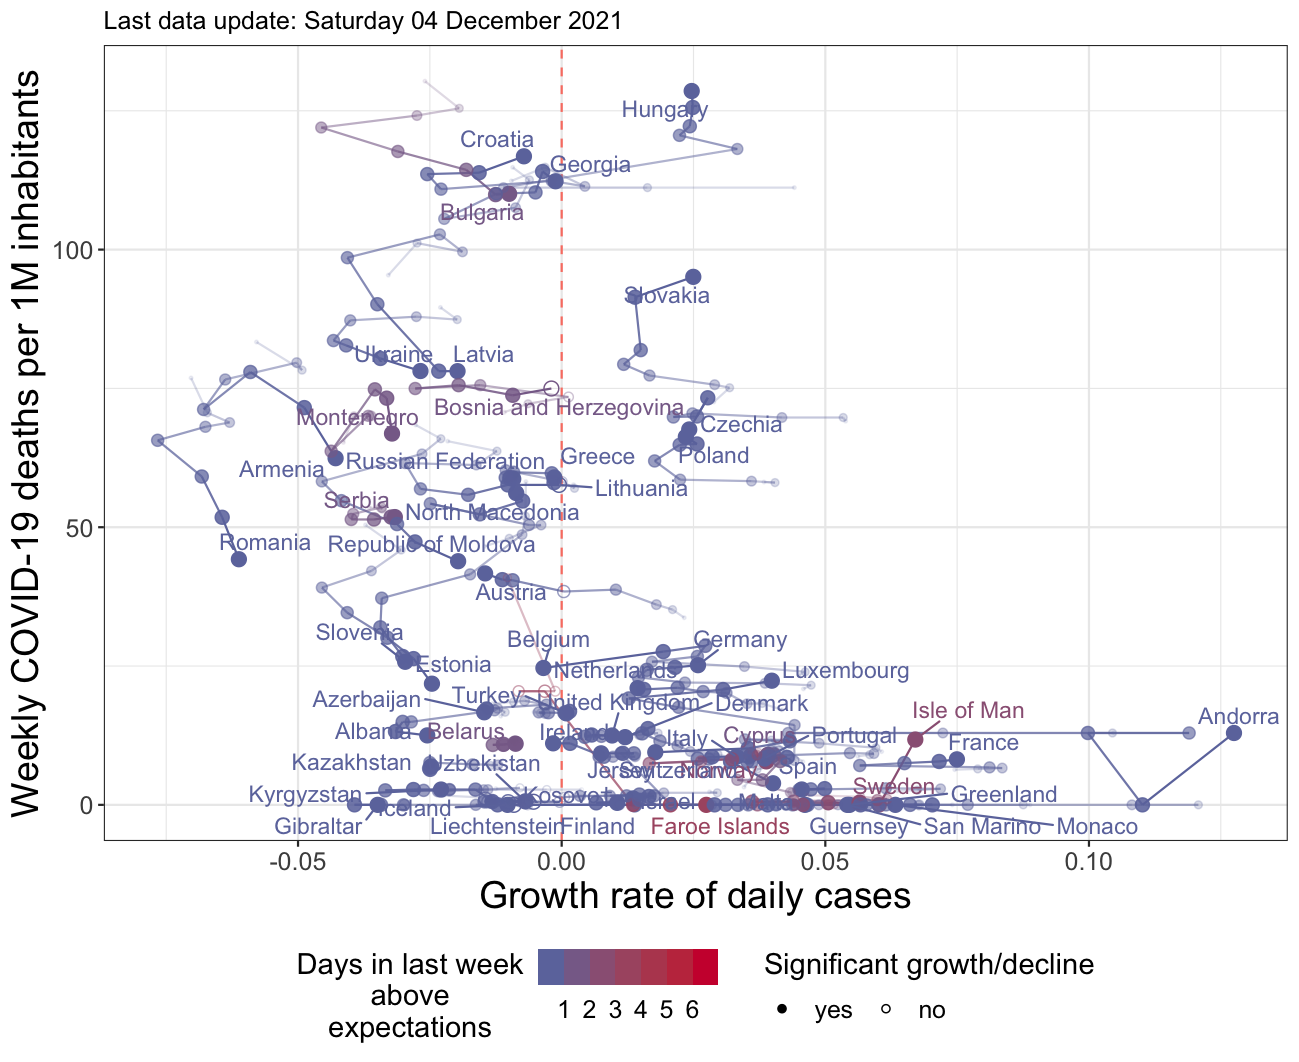 Last data update: Saturday 04 December 2021
Weekly COVID-19 deaths per 1M inhabitants
100
50
0
Hungary
Croatia
Georgia
Bulgaria
Slovakia
Ukraine
Latvia
Bosnia and Herzegovina
Montenegro
Czechia
Poland
Armenia
Russian Federation
Greece
Lithuania
Serbia
North Macedonia
Romania
Republic of Moldova
Austria
Slovenia
Belgium
Germany
Estonia
Netherlands
Luxembourg
Azerbaijan
Turkey
United Kingdom
Denmark
Isle of Man
Andorra
Albania
Belarus
Ireland
Italy
Cyprus
Portugal
France
Kazakhstan
Uzbekistan
Jersey
Switzerland
Norway
Spain
Kyrgyzstan
Iceland
Kosovo
Israel
Malta
Sweden
Greenland
Gibraltar
Liechtenstein
Finland
Faroe Islands
Guernsey
San Marino
Monaco
-0.05
0.00
0.05
0.10
Growth rate of daily cases
Days in last week
above
expectations
1 2 3 4 5 6
Significant growth/decline
yes
no